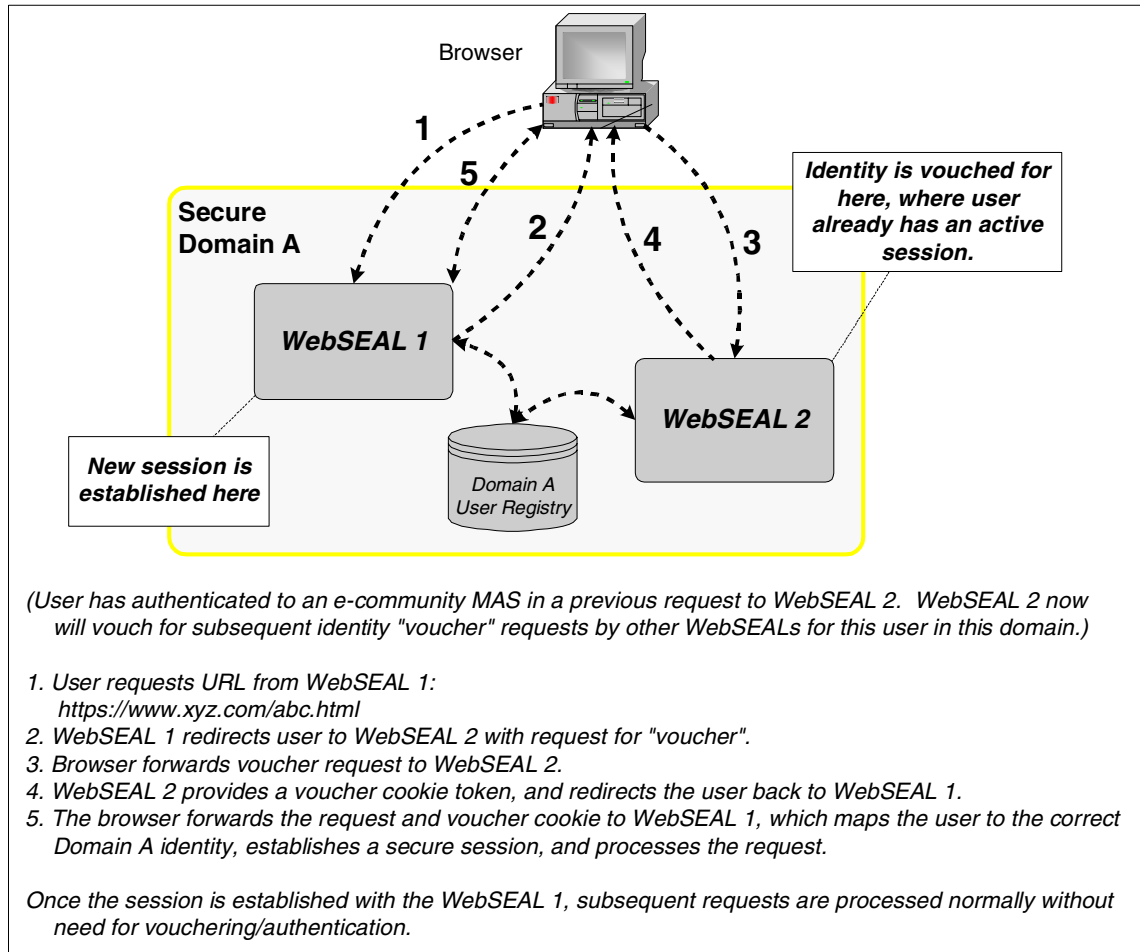 Browser
1
5
2
4
3
Identity is vouched for
here, where user
already has an active
session.
Secure
Domain A
WebSEAL 1
WebSEAL 2
New session is
established here
Domain A
User Registry
(User has authenticated to an e-community MAS in a previous request to WebSEAL 2. WebSEAL 2 now
will vouch for subsequent identity "voucher" requests by other WebSEALs for this user in this domain.)
1. User requests URL from WebSEAL 1:
https://www.xyz.com/abc.html
2. WebSEAL 1 redirects user to WebSEAL 2 with request for "voucher".
3. Browser forwards voucher request to WebSEAL 2.
4. WebSEAL 2 provides a voucher cookie token, and redirects the user back to WebSEAL 1.
5. The browser forwards the request and voucher cookie to WebSEAL 1, which maps the user to the correct
Domain A identity, establishes a secure session, and processes the request.
Once the session is established with the WebSEAL 1, subsequent requests are processed normally without
need for vouchering/authentication.